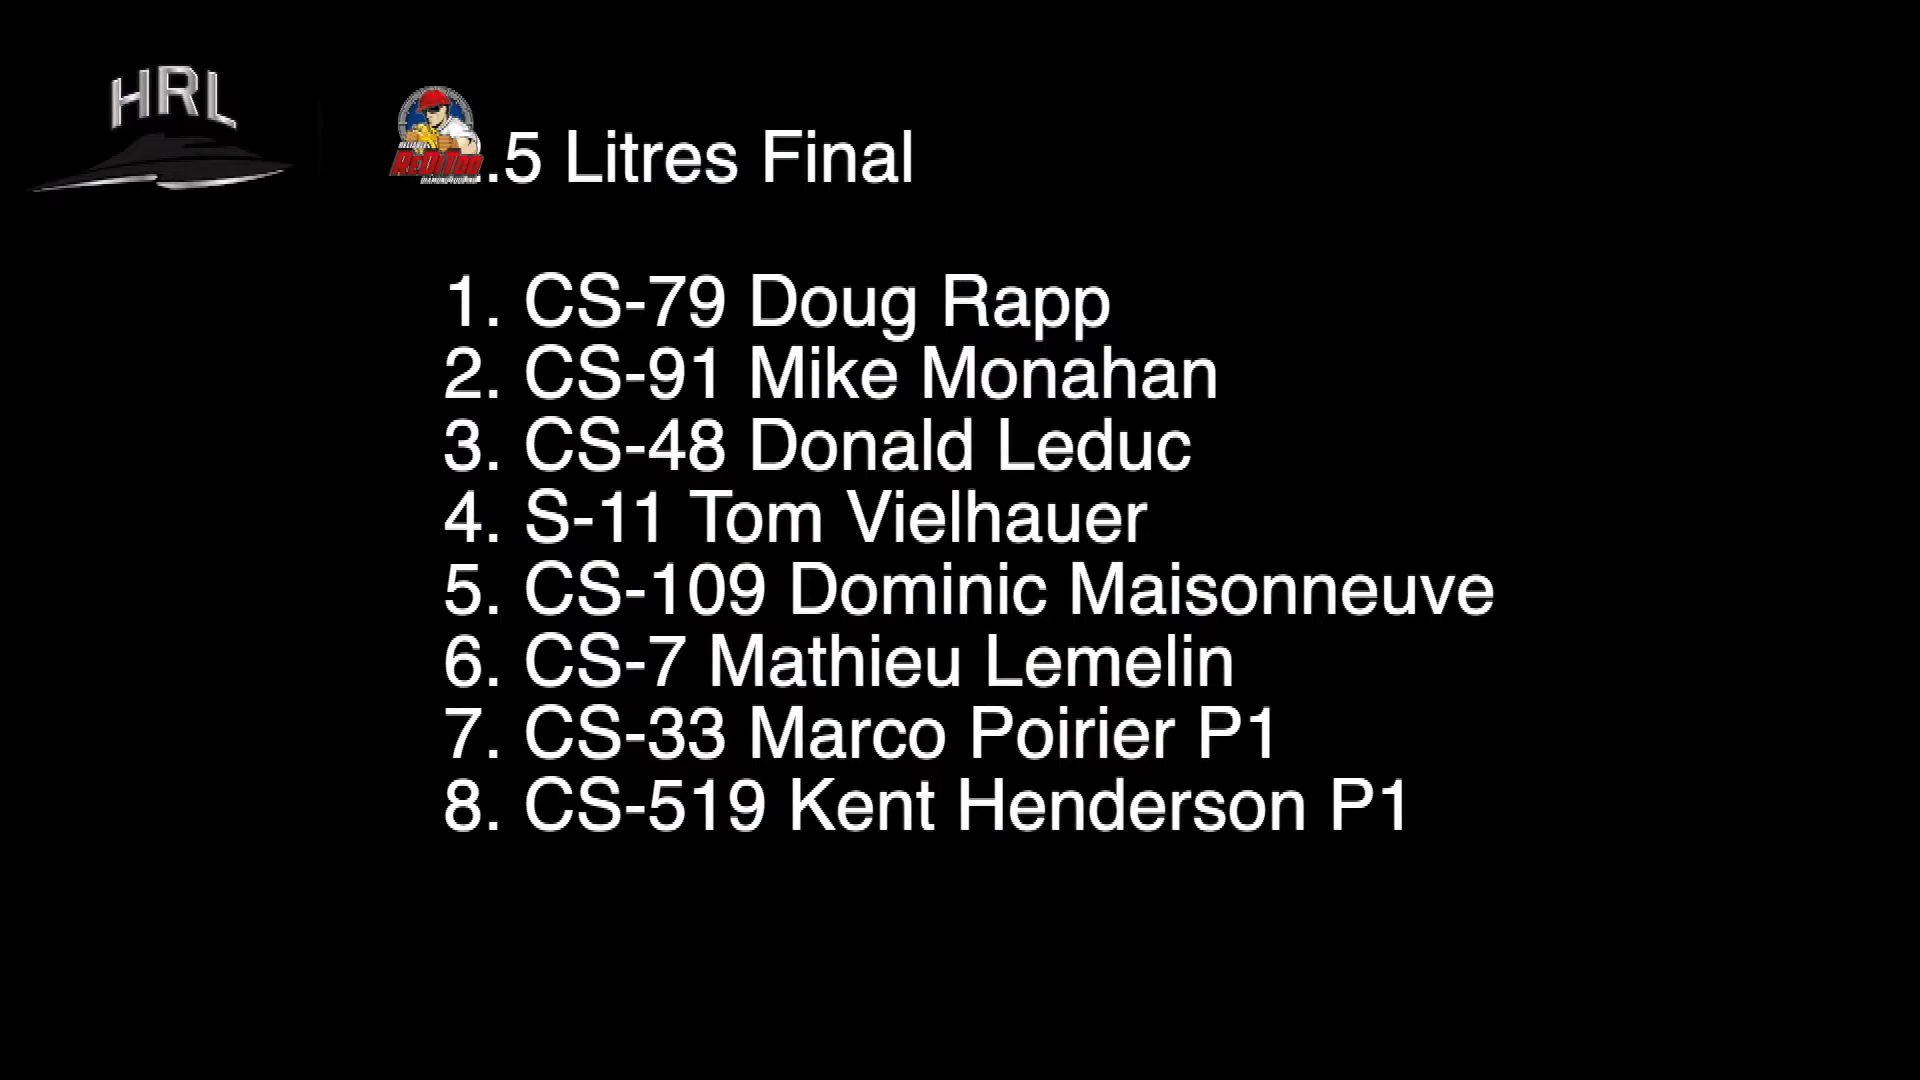 HRL
RELIABLE
REDiTOO
.5 Litres Final
1. CS-79 Doug Rapp
2. CS-91 Mike Monahan
3. CS-48 Donald Leduc
4. S-11 Tom Vielhauer
5. CS-109 Dominic Maisonneuve
6. CS-7 Mathieu Lemelin
7. CS-33 Marco Poirier P1
8. CS-519 Kent Henderson P1